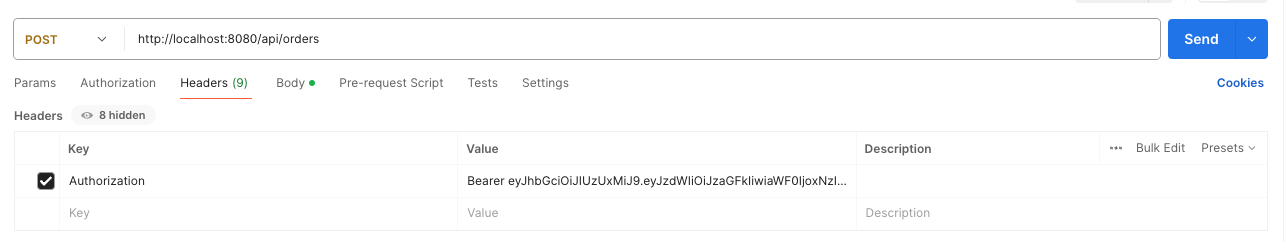 POST http://localhost:8080/api/orders Send
Params Authorization Headers (9) Body Pre-request Script Tests Settings Cookies
Headers 8 hidden
Key Value Description ••• Bulk Edit Presets
Authorization Bearer eyJhbGciOiJIUzUxMiJ9.eyJzdWIiOiJzaGFkIiwiaWF0IjoxNzI...
Key Value Description